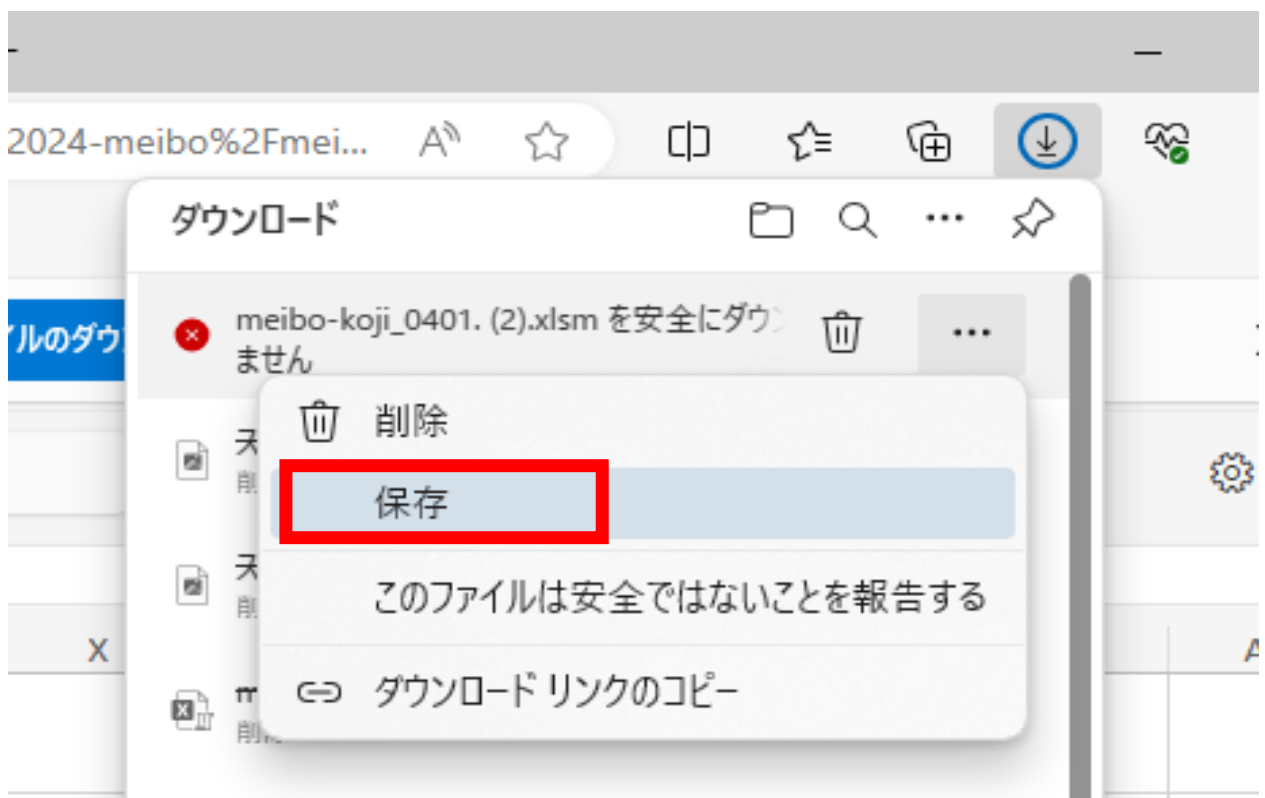 2024-meibo%2Fmei...
ダウンロード
イルのダウ
meibo-koji_0401. (2).xlsm を安全にダウ
ません
削除
保存
このファイルは安全ではないことを報告する
X
ダウンロード リンクのコピー